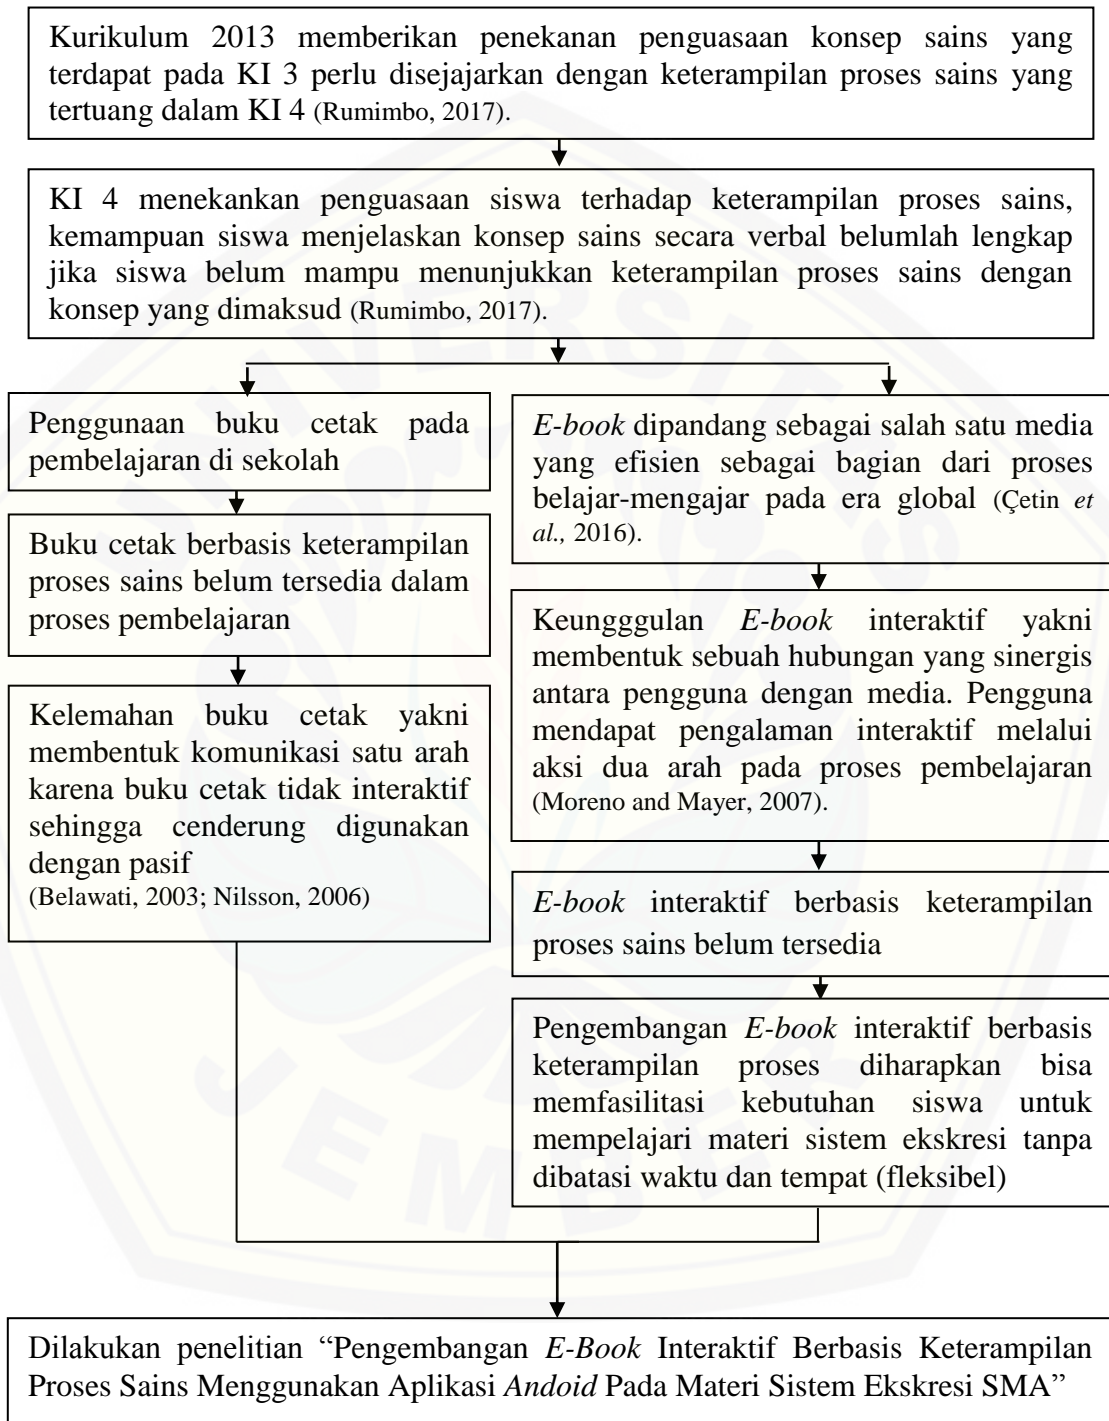 Kurikulum 2013 memberikan penekanan penguasaan konsep sains yang
terdapat pada KI 3 perlu disejajarkan dengan keterampilan proses sains yang
tertuang dalam KI 4 (Rumimbo, 2017).
KI 4 menekankan penguasaan siswa terhadap keterampilan proses sains,
kemampuan siswa menjelaskan konsep sains secara verbal belumlah lengkap
jika siswa belum mampu menunjukkan keterampilan proses sains dengan
konsep yang dimaksud (Rumimbo, 2017).
Penggunaan buku cetak pada
pembelajaran di sekolah
Buku cetak berbasis keterampilan
proses sains belum tersedia dalam
proses pembelajaran
Kelemahan buku cetak yakni
membentuk komunikasi satu arah
karena buku cetak tidak interaktif
sehingga cenderung digunakan
dengan pasif
(Belawati, 2003; Nilsson, 2006)
E-book dipandang sebagai salah satu media
yang efisien sebagai bagian dari proses
belajar-mengajar pada era global (Çetin et
al., 2016).
Keungggulan E-book interaktif yakni
membentuk sebuah hubungan yang sinergis
antara pengguna dengan media. Pengguna
mendapat pengalaman interaktif melalui
aksi dua arah pada proses pembelajaran
(Moreno and Mayer, 2007).
E-book interaktif berbasis keterampilan
proses sains belum tersedia
Pengembangan E-book interaktif berbasis
keterampilan proses diharapkan bisa
memfasilitasi kebutuhan siswa untuk
mempelajari materi sistem ekskresi tanpa
dibatasi waktu dan tempat (fleksibel)
Dilakukan penelitian “Pengembangan E-Book Interaktif Berbasis Keterampilan
Proses Sains Menggunakan Aplikasi Andoid Pada Materi Sistem Ekskresi SMA”
UNIVERSITAS
JEMBER